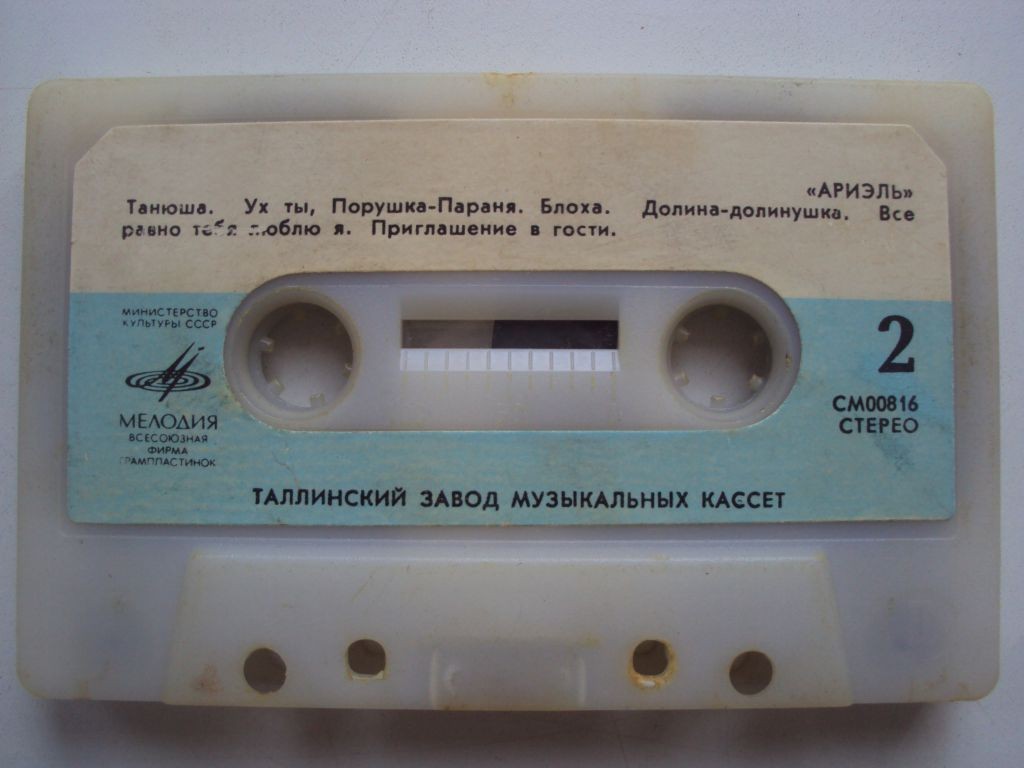 «АРИЭЛЬ»
Танюша. Ух ты, Порушка-Параня. Блоха. Долина-долинушка. Все
равно тебя люблю я. Приглашение в гости.
МИНИСТЕРСТВО
КУЛЬТУРЫ СССР
МЕЛОДИЯ
ВСЕСОЮЗНАЯ
ФИРМА
ГРАМПЛАСТИНОК
2
СМ00816
СТЕРЕО
ТАЛЛИНСКИЙ ЗАВОД МУЗЫКАЛЬНЫХ КАССЕТ